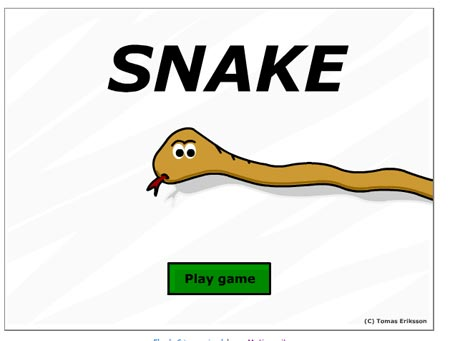 SNAKE
Play game
(C) Tomas Eriksson